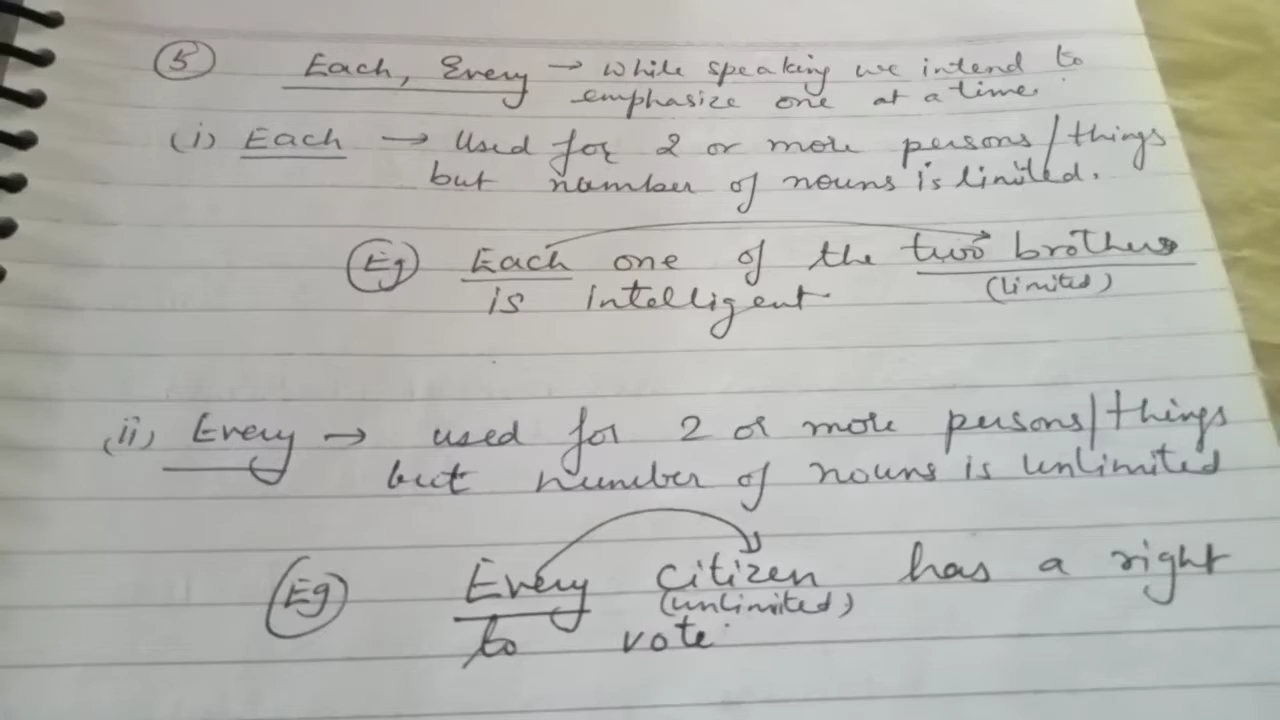 5 Each, Every → While speaking we intend to
emphasize one at a time.
(i) Each → Used for 2 or more persons/things
but number of nouns is limited.
Eg Each one of the two brothers
is intelligent (limited)
(ii) Every → used for 2 or more persons/things
but number of nouns is unlimited
Eg Every citizen has a right
(unlimited)
to vote.